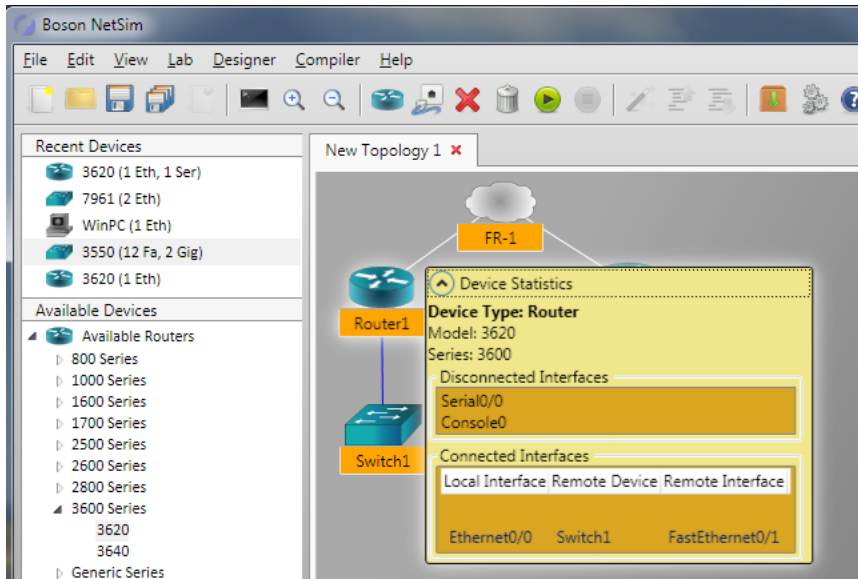 Boson NetSim
File Edit View Lab Designer Compiler Help
Recent Devices
3620 (1 Eth, 1 Ser)
7961 (2 Eth)
WinPC (1 Eth)
3550 (12 Fa, 2 Gig)
3620 (1 Eth)
Available Devices
Available Routers
800 Series
1000 Series
1600 Series
1700 Series
2500 Series
2600 Series
2800 Series
3600 Series
3620
3640
Generic Series
New Topology 1
FR-1
Router1
Switch1
Device Statistics
Device Type: Router
Model: 3620
Series: 3600
Disconnected Interfaces
Serial0/0
Console0
Connected Interfaces
Local Interface Remote Device Remote Interface
Ethernet0/0 Switch1 FastEthernet0/1